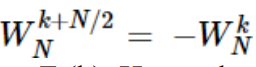 W_N^{k+N/2} = −W_N^k